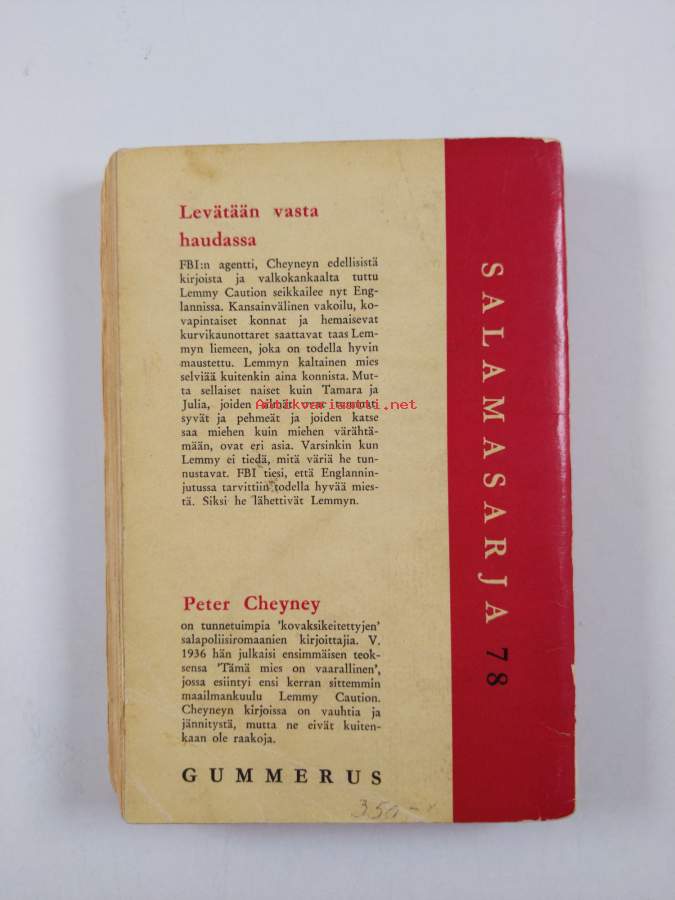 Levätään vasta
haudassa
FBI:n agentti, Cheyneyn edellisistä
kirjoista ja valkokankaalta tuttu
Lemmy Caution seikkailee nyt Eng-
lannissa. Kansainvälinen vakoilu, ko-
vapintaiset konnat ja hemaisevat
kurvikaunottaret saattavat taas Lem-
myn liemeen, joka on todella hyvin
maustettu. Lemmyn kaltainen mies
selviää kuitenkin aina konnista. Mut-
ta sellaiset naiset kuin Tamara ja
Julia, joiden
syvät ja pehmeät ja joiden katse
saa miehen kuin miehen värähtä-
mään, ovat eri asia. Varsinkin kun
Lemmy ei tiedä, mitä väriä he tun-
nustavat. FBI tiesi, että Englannin-
jutussa tarvittiin todella hyvää mies-
tä. Siksi he lähettivät Lemmyn.
Antikvariaatti.net
Peter Cheyney
on tunnetuimpia 'kovaksikeitettyjen'
salapoliisiromaanien kirjoittajia. V.
1936 hän julkaisi ensimmäisen teok-
sensa 'Tämä mies on vaarallinen',
jossa esiintyi ensi kerran sittemmin
maailmankuulu Lemmy Caution.
Cheyneyn kirjoissa on vauhtia ja
jännitystä, mutta ne eivät kuiten-
kaan ole raakoja.
GUMMERUS
350-
SALAMASARJA 78